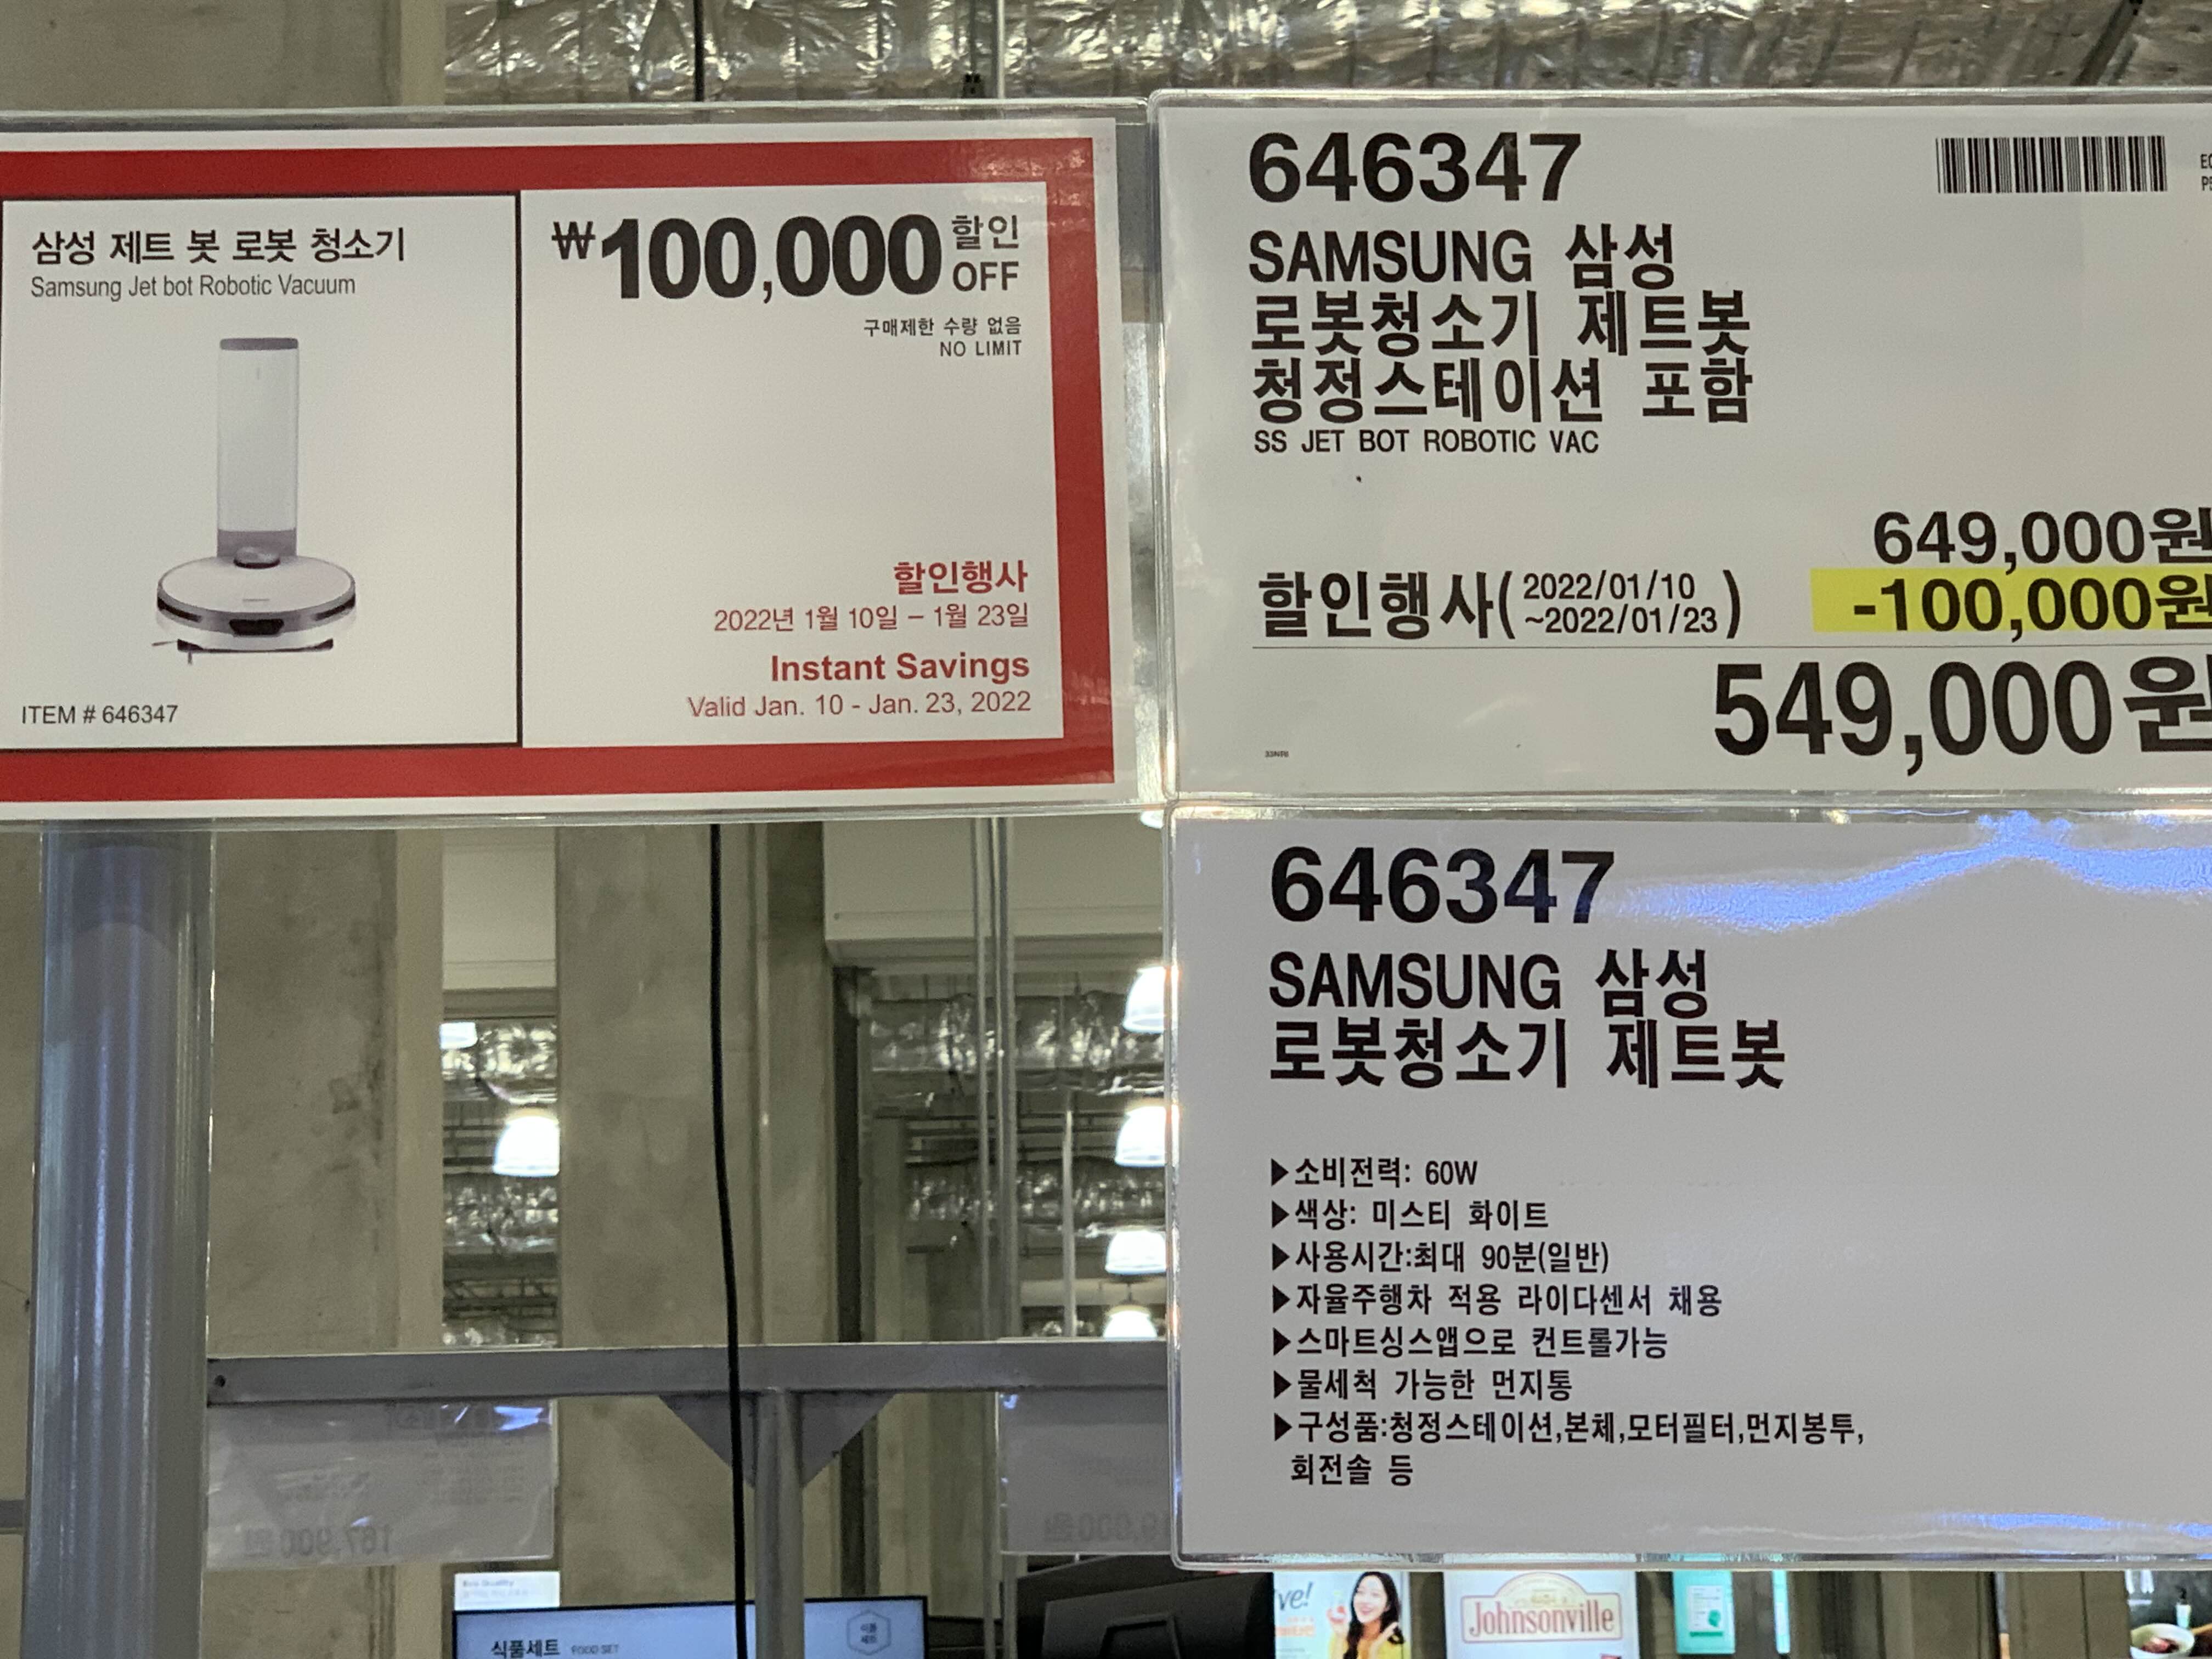 삼성 제트 봇 로봇 청소기
Samsung Jet bot Robotic Vacuum
ITEM # 646347
₩100,000 할인
OFF
구매제한 수량 없음
NO LIMIT
할인행사
2022년 1월 10일 – 1월 23일
Instant Savings
Valid Jan. 10 - Jan. 23, 2022
646347
SAMSUNG 삼성
로봇청소기 제트봇
청정스테이션 포함
SS JET BOT ROBOTIC VAC
649,000원
할인행사( 2022/01/10
~2022/01/23 ) -100,000원
549,000원
646347
SAMSUNG 삼성
로봇청소기 제트봇
▶소비전력: 60W
▶색상: 미스티 화이트
▶사용시간:최대 90분(일반)
▶자율주행차 적용 라이다센서 채용
▶스마트싱스앱으로 컨트롤가능
▶물세척 가능한 먼지통
▶구성품:청정스테이션,본체,모터필터,먼지봉투,
회전솔 등
식품세트 FOOD SET
Johnsonville